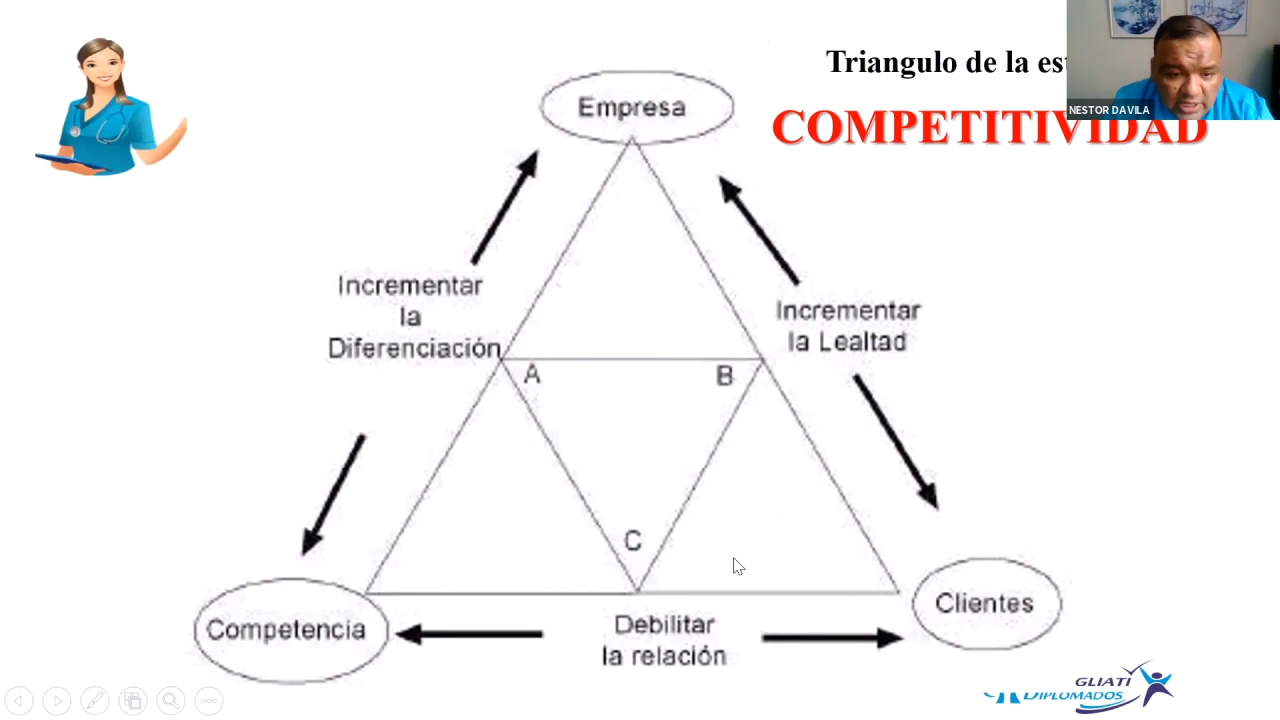 Triangulo de la est
NESTOR DAVILA
COMPETITIVIDAD
Empresa
Incrementar
la
Diferenciación
Incrementar
la Lealtad
A
B
C
Competencia
Debilitar
la relación
Clientes
GLIATI
DIPLOMADOS